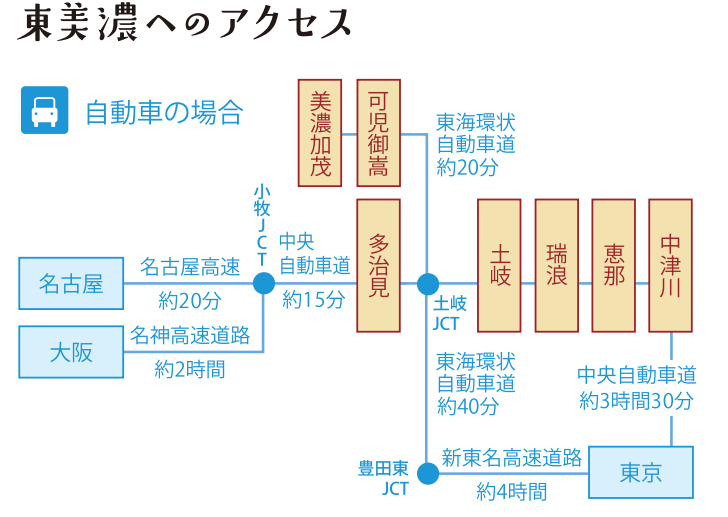 東美濃へのアクセス
自動車の場合
美濃加茂
可児御嵩
東海環状
自動車道
約20分
小牧JCT
中央
自動車道
約15分
多治見
土岐
瑞浪
恵那
中津川
名古屋
名古屋高速
約20分
土岐
JCT
大阪
名神高速道路
約2時間
東海環状
自動車道
約40分
中央自動車道
約3時間30分
豊田東
JCT
新東名高速道路
約4時間
東京